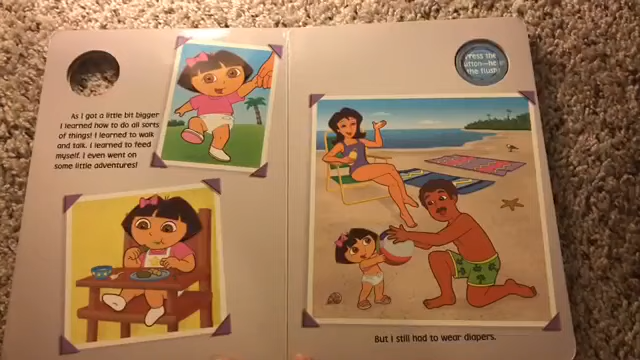 As I got a little bit bigger
I learned how to do all sorts
of things! I learned to walk
and talk. I learned to feed
myself. I even went on
some little adventures!
Press the
button—he
the flush
But I still had to wear diapers.